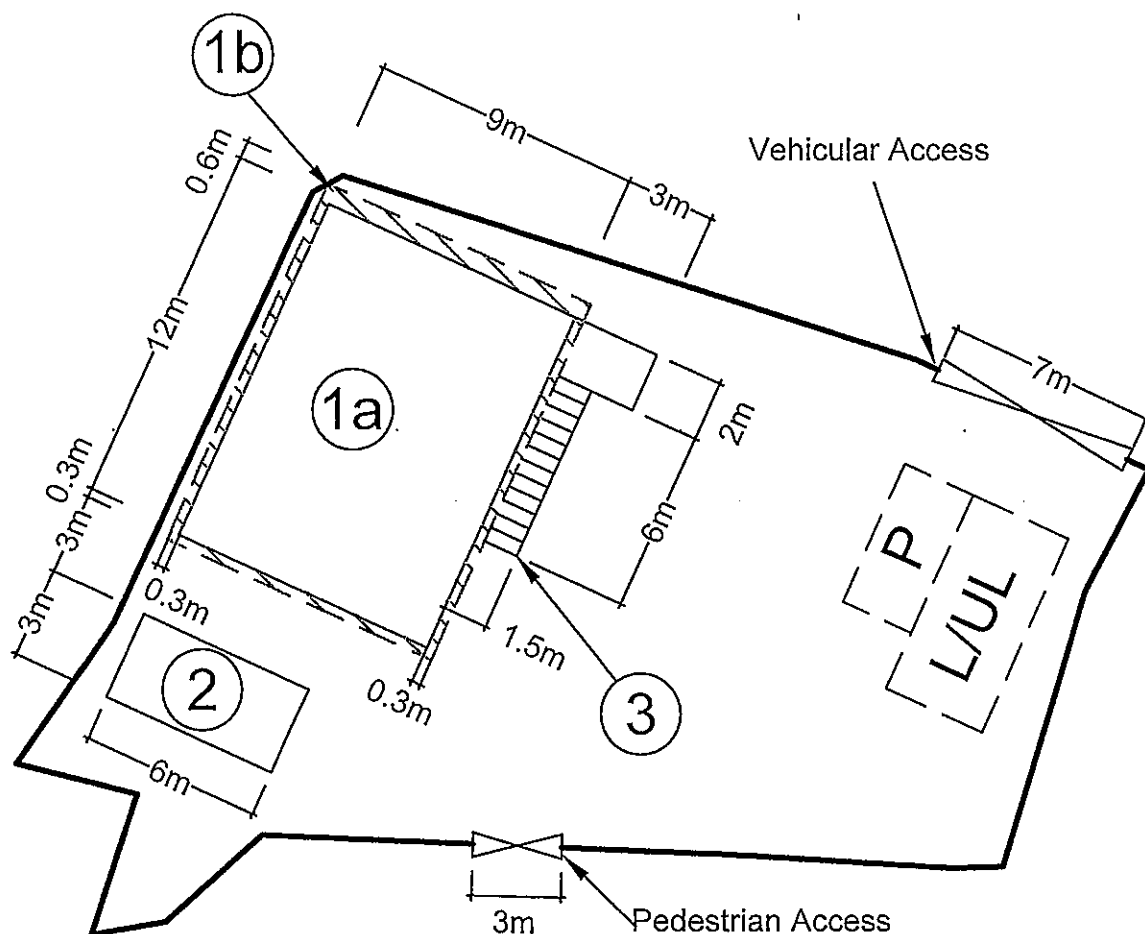 1b
9m
0.6m
Vehicular Access
3m
12m
7m
1a
2m
0.3m
3m
6m
P
L/UL
0.3m
3m
1.5m
0.3m
2
3
6m
3m
Pedestrian Access